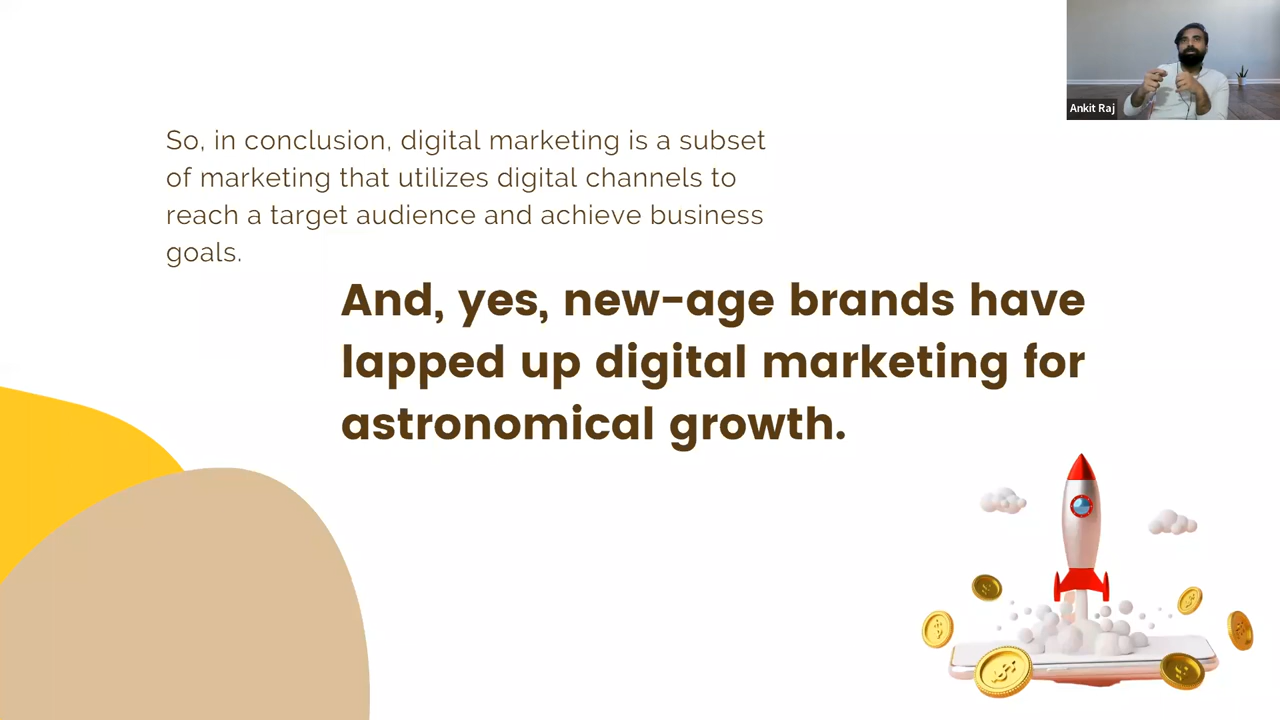 So, in conclusion, digital marketing is a subset
of marketing that utilizes digital channels to
reach a target audience and achieve business
goals.
And, yes, new-age brands have
lapped up digital marketing for
astronomical growth.
Ankit Raj